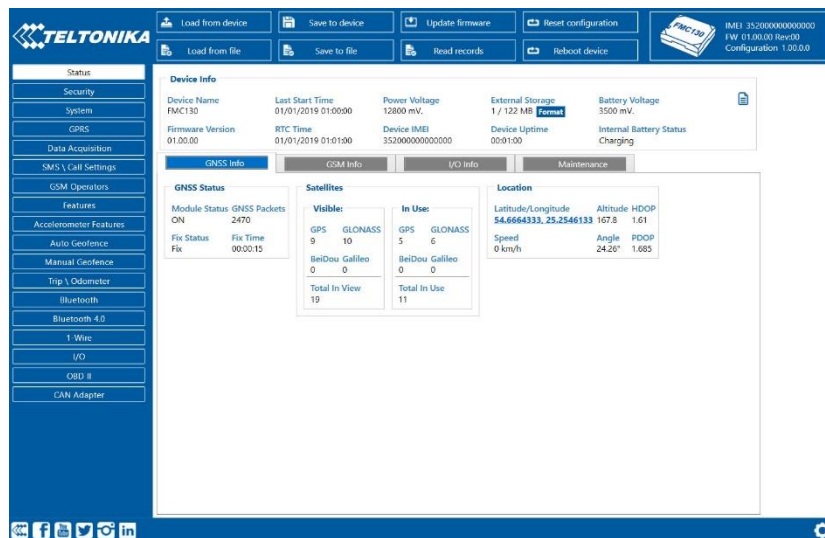 TELTONIKA
Load from device
Save to device
Update firmware
Reset configuration
Load from file
Save to file
Read records
Reboot device
FMC130
IMEI 352000000000000
FW 01.00.00 Rev:00
Configuration 1.00.0.0
Status
Security
System
GPRS
Data Acquisition
SMS \ Call Settings
GSM Operators
Features
Accelerometer Features
Auto Geofence
Manual Geofence
Trip \ Odometer
Bluetooth
Bluetooth 4.0
1-Wire
I/O
OBD II
CAN Adapter
Device Info
Device Name Last Start Time Power Voltage External Storage Battery Voltage
FMC130 01/01/2019 01:00:00 12800 mV. 1 / 122 MB Format 3500 mV.
Firmware Version RTC Time Device IMEI Device Uptime Internal Battery Status
01.00.00 01/01/2019 01:01:00 352000000000000 00:01:00 Charging
GNSS Info GSM Info I/O Info Maintenance
GNSS Status
Module Status GNSS Packets
ON 2470
Fix Status Fix Time
Fix 00:00:15
Satellites
Visible:
GPS GLONASS
9 10
BeiDou Galileo
0 0
Total In View
19
In Use:
GPS GLONASS
5 6
BeiDou Galileo
0 0
Total In Use
11
Location
Latitude/Longitude Altitude HDOP
54.6664333, 25.2546133 167.8 1.61
Speed Angle PDOP
0 km/h 24.26° 1.685